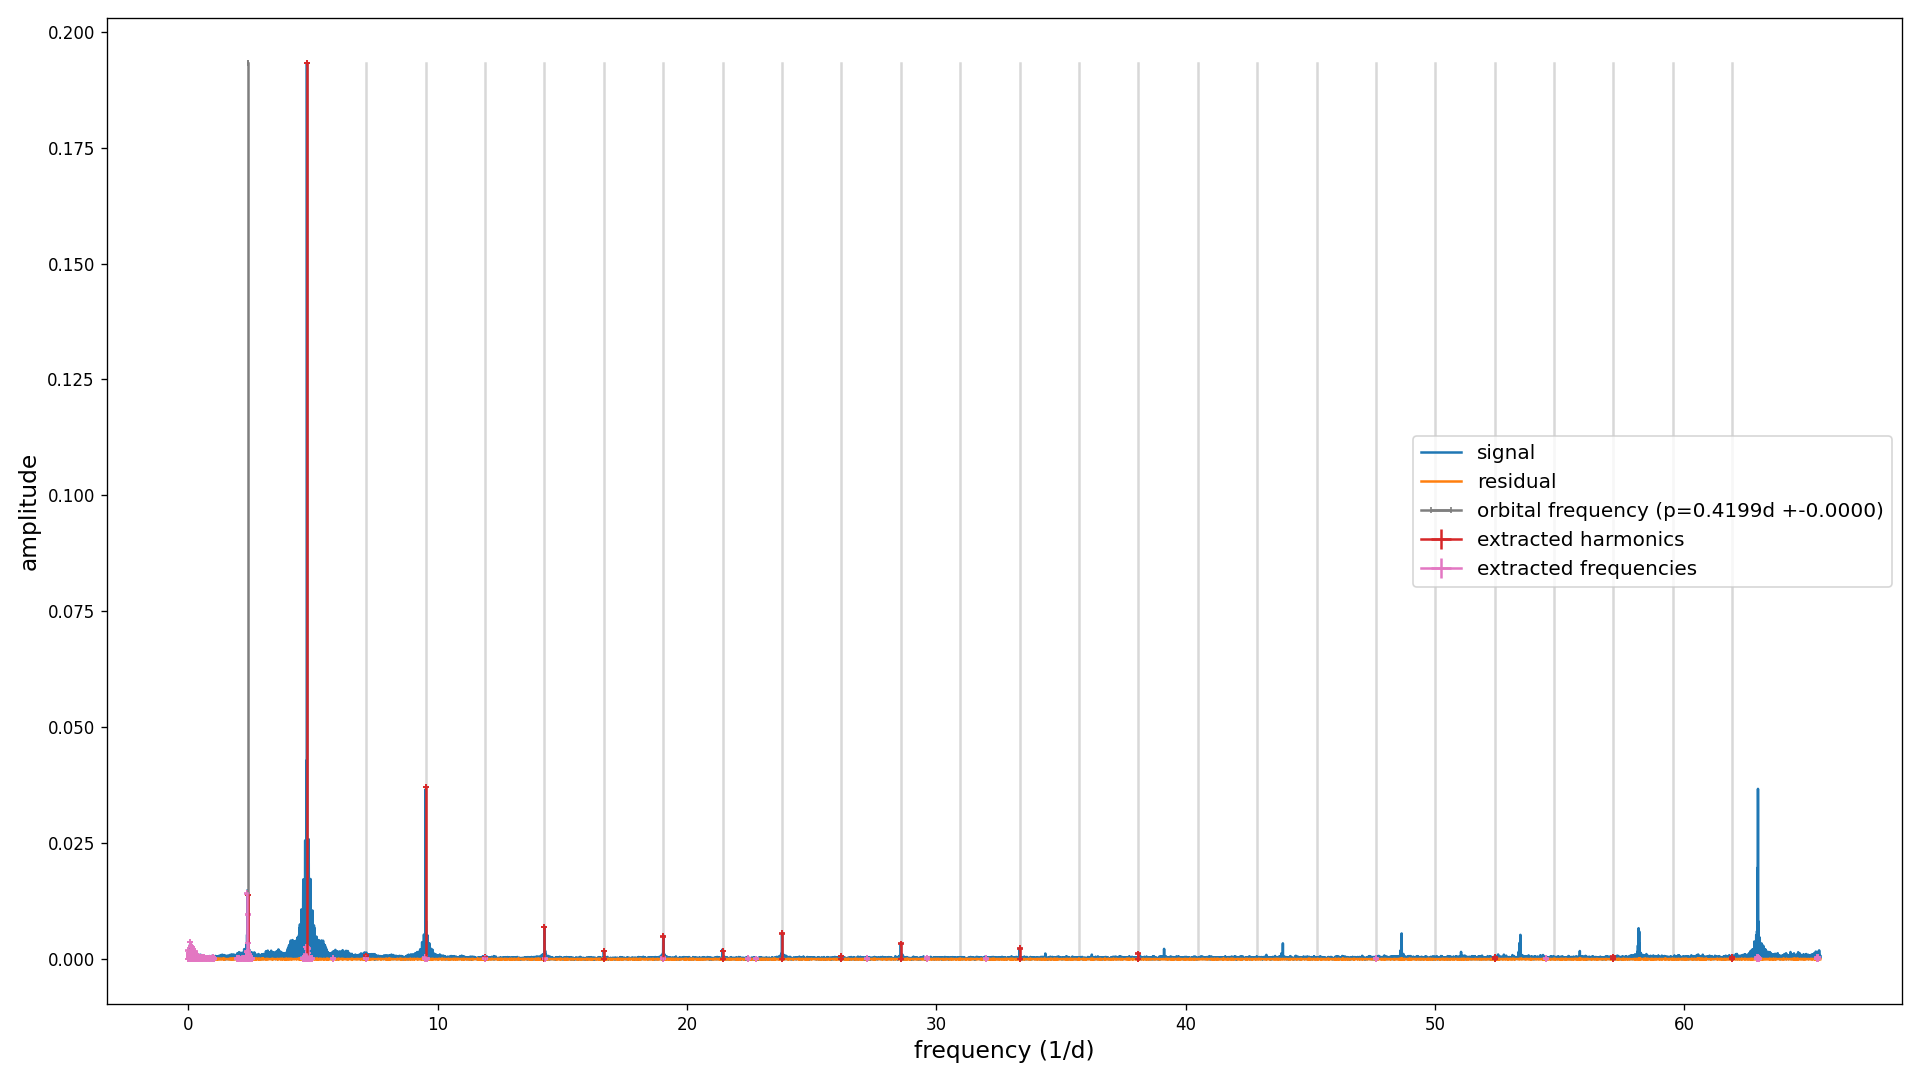 0.200
0.175
0.150
0.125
0.100
0.075
0.050
0.025
0.000
amplitude
signal
residual
orbital frequency (p=0.4199d +-0.0000)
extracted harmonics
extracted frequencies
0 10 20 30 40 50 60
frequency (1/d)